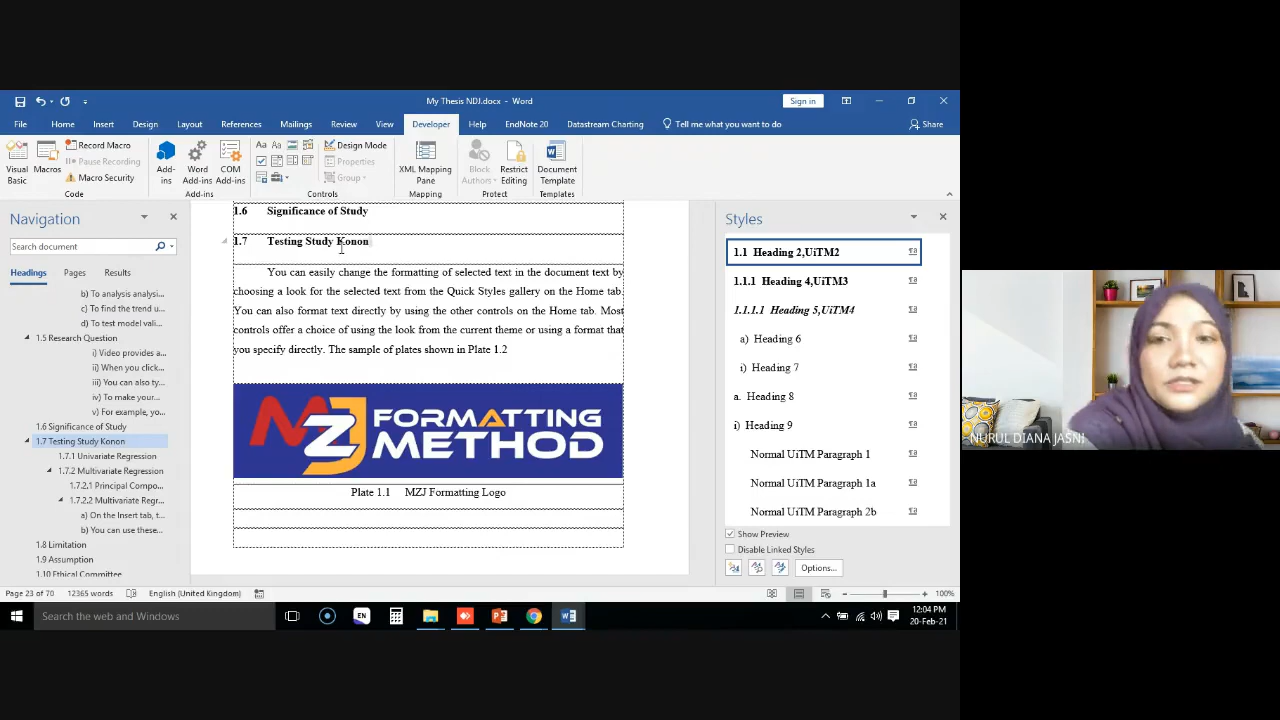 My Thesis NDJ.docx - Word
Sign in
File Home Insert Design Layout References Mailings Review View Developer Help EndNote 20 Datastream Charting Tell me what you want to do Share
Visual Basic
Macros
Record Macro
Pause Recording
Macro Security
Code
Add-ins
Word Add-ins
COM Add-ins
Add-ins
Aa Aa
Design Mode
Properties
Group
Controls
XML Mapping Pane
Mapping
Block Authors
Restrict Editing
Protect
Document Template
Templates
Navigation
Search document
Headings Pages Results
b) To analysis analysi...
c) To find the trend u...
d) To test model vali...
1.5 Research Question
i) Video provides a...
ii) When you click...
iii) You can also ty...
iv) To make your...
v) For example, yo...
1.6 Significance of Study
1.7 Testing Study Konon
1.7.1 Univariate Regression
1.7.2 Multivariate Regression
1.7.2.1 Principal Compo...
1.7.2.2 Multivariate Regr...
a) On the Insert tab, t...
b) You can use these...
1.8 Limitation
1.9 Assumption
1.10 Ethical Committee
1.6 Significance of Study
1.7 Testing Study Konon
You can easily change the formatting of selected text in the document text by
choosing a look for the selected text from the Quick Styles gallery on the Home tab.
You can also format text directly by using the other controls on the Home tab. Most
controls offer a choice of using the look from the current theme or using a format that
you specify directly. The sample of plates shown in Plate 1.2
MZJ FORMATTING
METHOD
Plate 1.1 MZJ Formatting Logo
Styles
1.1 Heading 2,UiTM2
1.1.1 Heading 4,UiTM3
1.1.1.1 Heading 5,UiTM4
a) Heading 6
i) Heading 7
a. Heading 8
i) Heading 9
Normal UiTM Paragraph 1
Normal UiTM Paragraph 1a
Normal UiTM Paragraph 2b
Show Preview
Disable Linked Styles
Options...
NURUL DIANA JASNI
Page 23 of 70 12365 words English (United Kingdom) 100%
Search the web and Windows
EN
12:04 PM
20-Feb-21